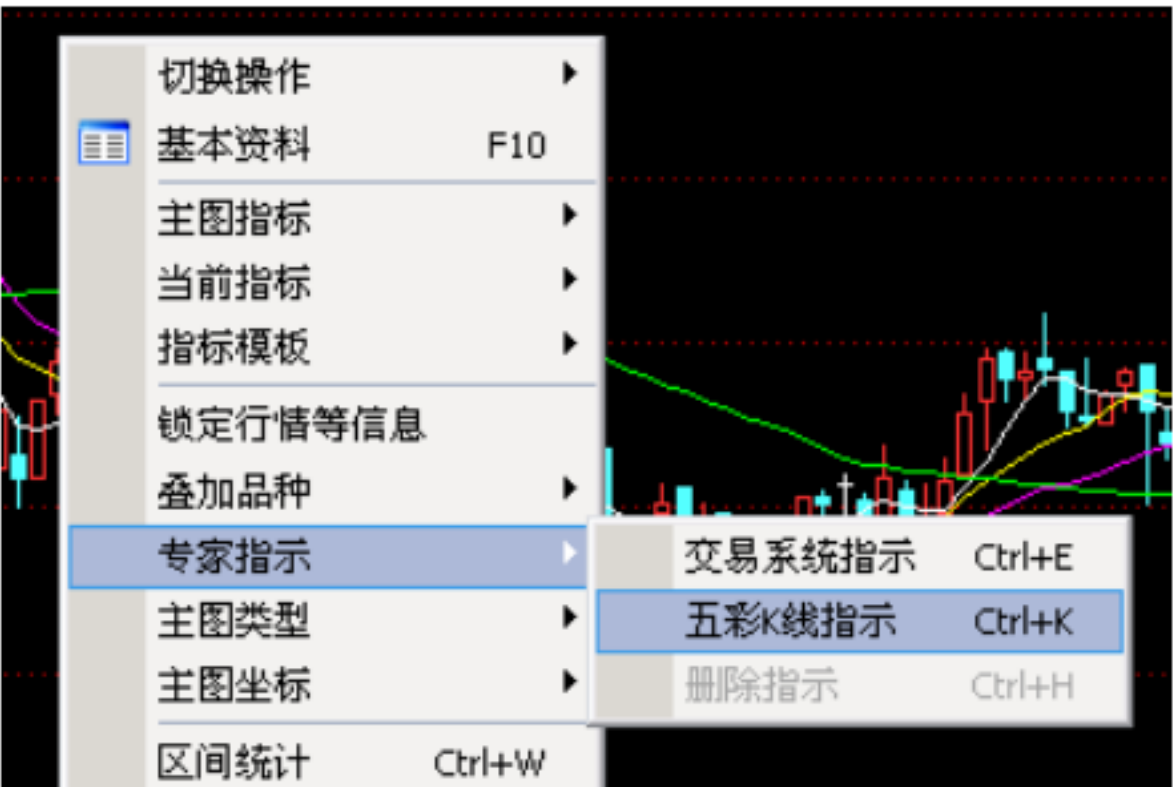 切换操作
基本资料 F10
主图指标
当前指标
指标模板
锁定行情等信息
叠加品种
专家指示
交易系统指示 Ctrl+E
主图类型
五彩K线指示 Ctrl+K
主图坐标
删除指示 Ctrl+H
区间统计 Ctrl+W